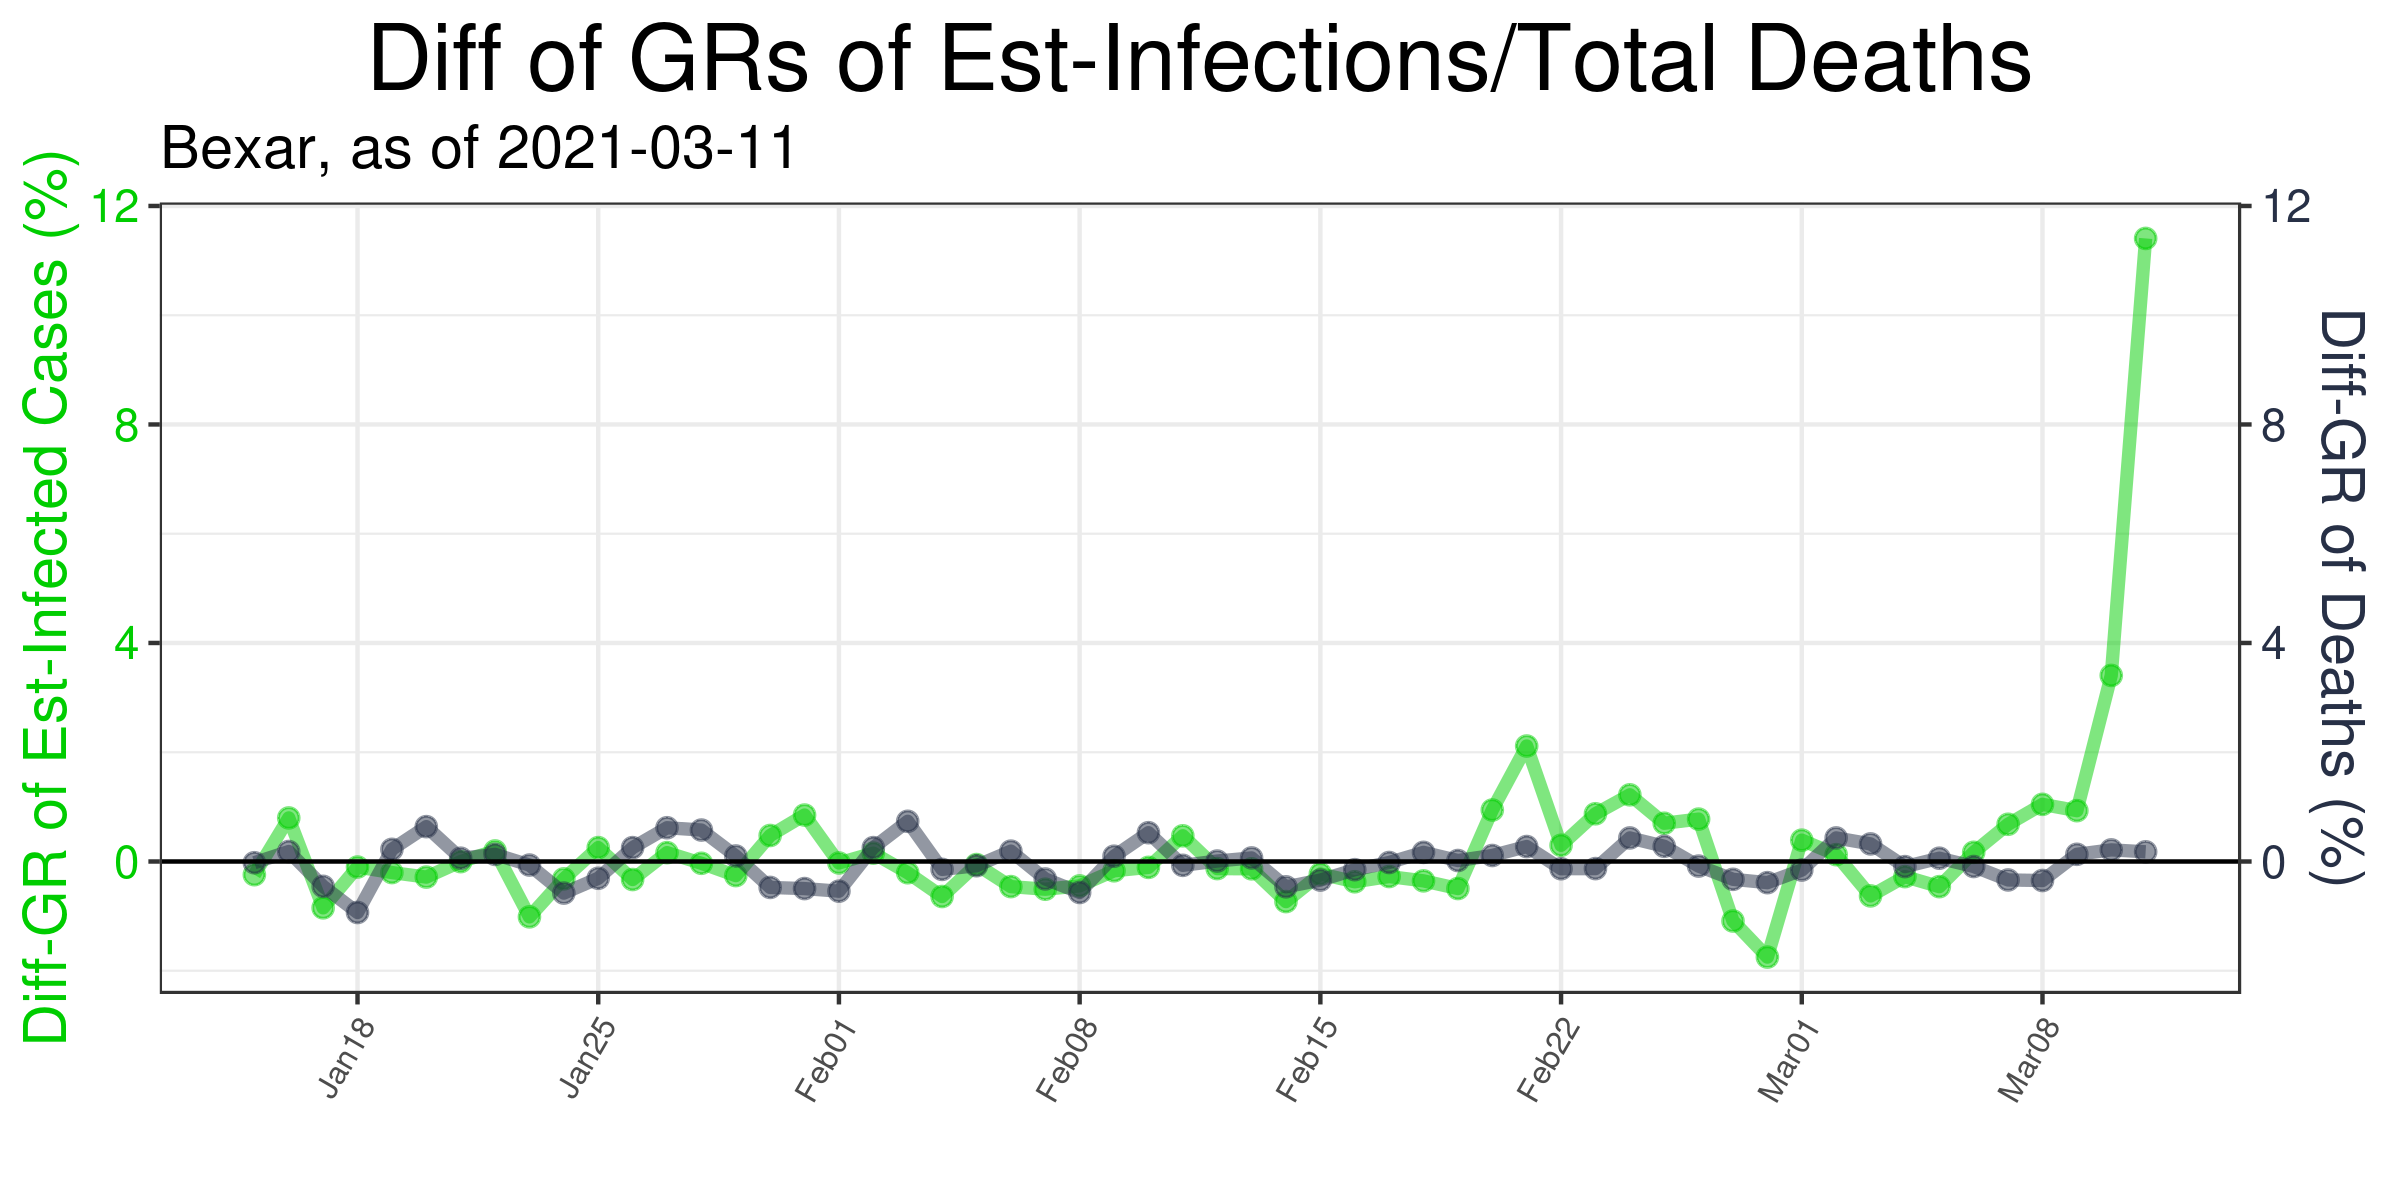 Diff of GRs of Est-Infections/Total Deaths
Bexar, as of 2021-03-11
Diff-GR of Est-Infected Cases (%)
12
8
4
0
12
8
4
0
Diff-GR of Deaths (%)
Jan18
Jan25
Feb01
Feb08
Feb15
Feb22
Mar01
Mar08